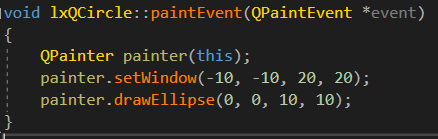 void lxQCircle::paintEvent(QPaintEvent *event)
{
    QPainter painter(this);
    painter.setWindow(-10, -10, 20, 20);
    painter.drawEllipse(0, 0, 10, 10);
}